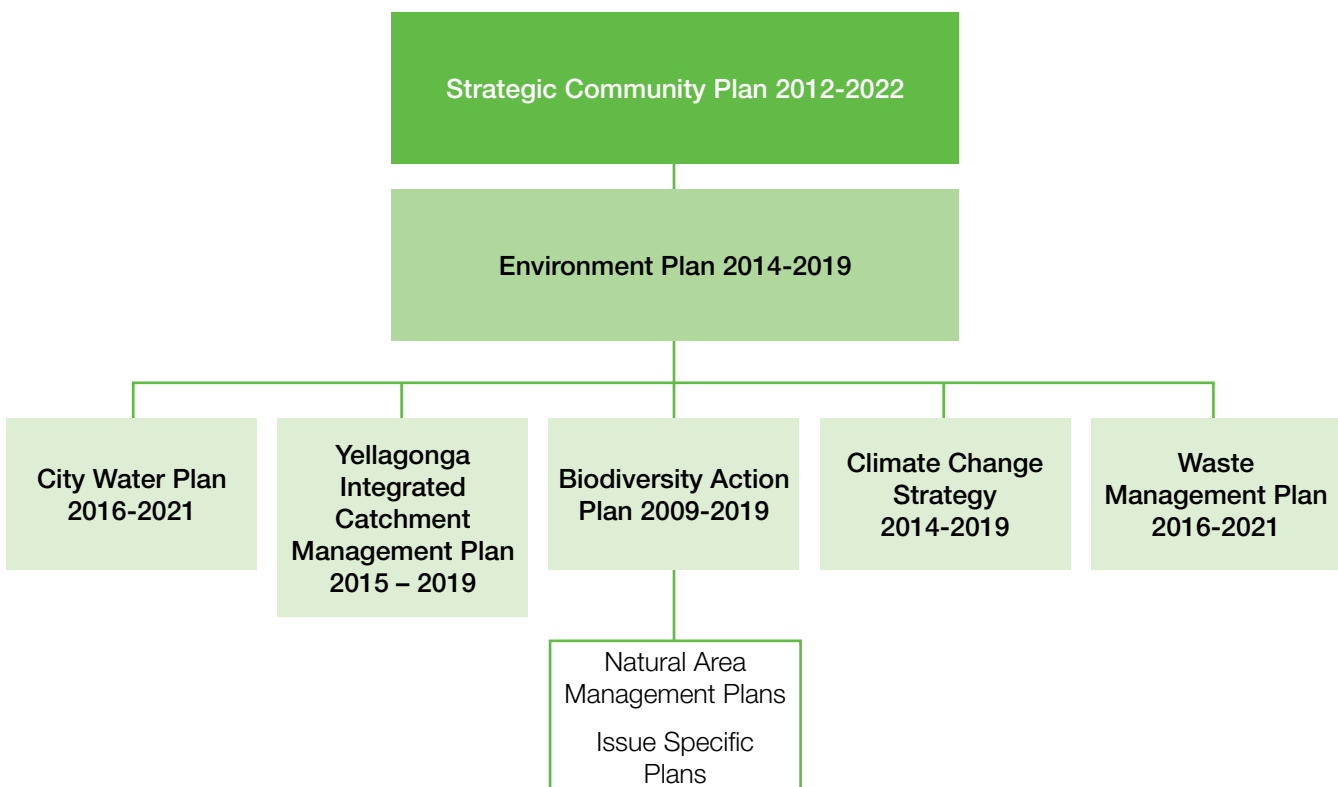 Strategic Community Plan 2012-2022
Environment Plan 2014-2019
City Water Plan
2016-2021
Yellagonga
Integrated
Catchment
Management Plan
2015 – 2019
Biodiversity Action
Plan 2009-2019
Climate Change
Strategy
2014-2019
Waste
Management Plan
2016-2021
Natural Area
Management Plans
Issue Specific
Plans